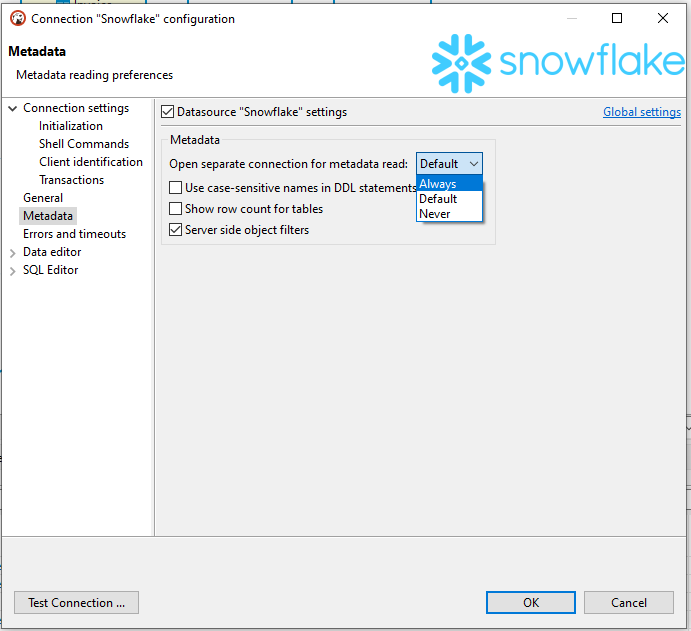 Connection "Snowflake" configuration
Metadata
Metadata reading preferences
snowflake
Connection settings
Initialization
Shell Commands
Client identification
Transactions
General
Metadata
Errors and timeouts
Data editor
SQL Editor
Datasource "Snowflake" settings
Global settings
Metadata
Open separate connection for metadata read:
Default
Always
Default
Never
Use case-sensitive names in DDL statements
Show row count for tables
Server side object filters
Test Connection ...
OK
Cancel